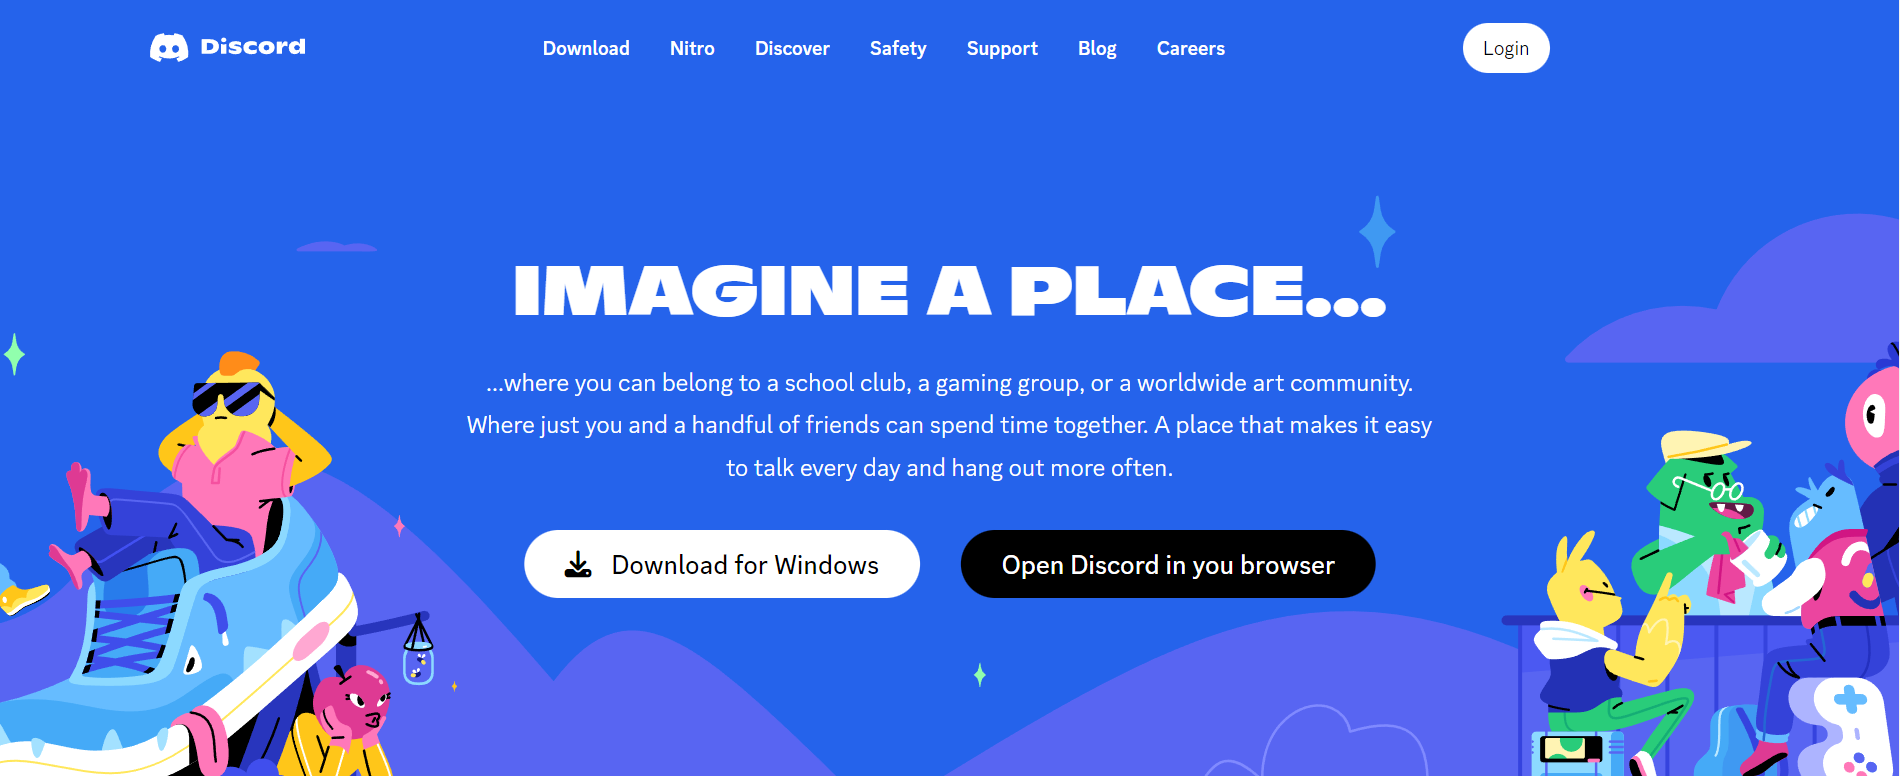 Discord
Download Nitro Discover Safety Support Blog Careers
Login
IMAGINE A PLACE...
...where you can belong to a school club, a gaming group, or a worldwide art community.
Where just you and a handful of friends can spend time together. A place that makes it easy
to talk every day and hang out more often.
Download for Windows
Open Discord in you browser